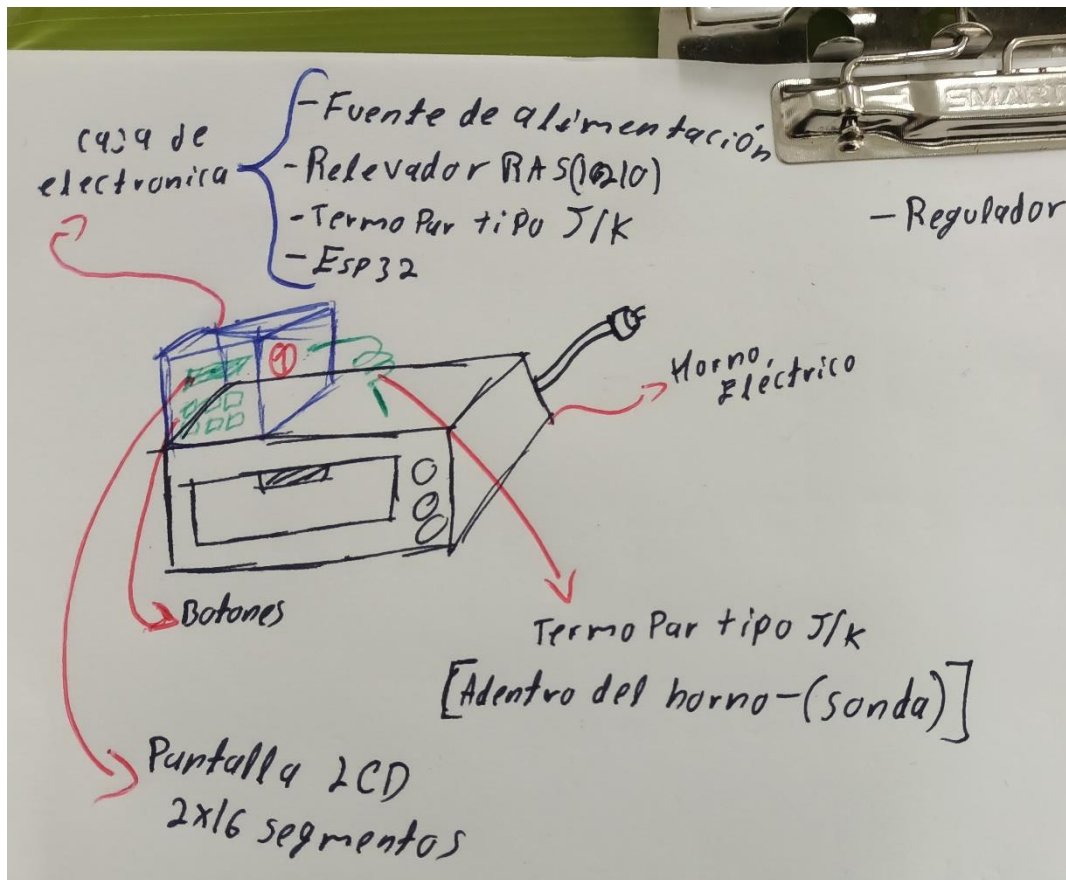 caja de
electronica
- Fuente de alimentación
- Relevador RAS(1210)
- Termo Par tipo J/K
- Esp32
- Regulador
Horno
Eléctrico
Botones
Termo Par tipo J/K
[Adentro del horno-(sonda)]
Pantalla LCD
2x16 segmentos